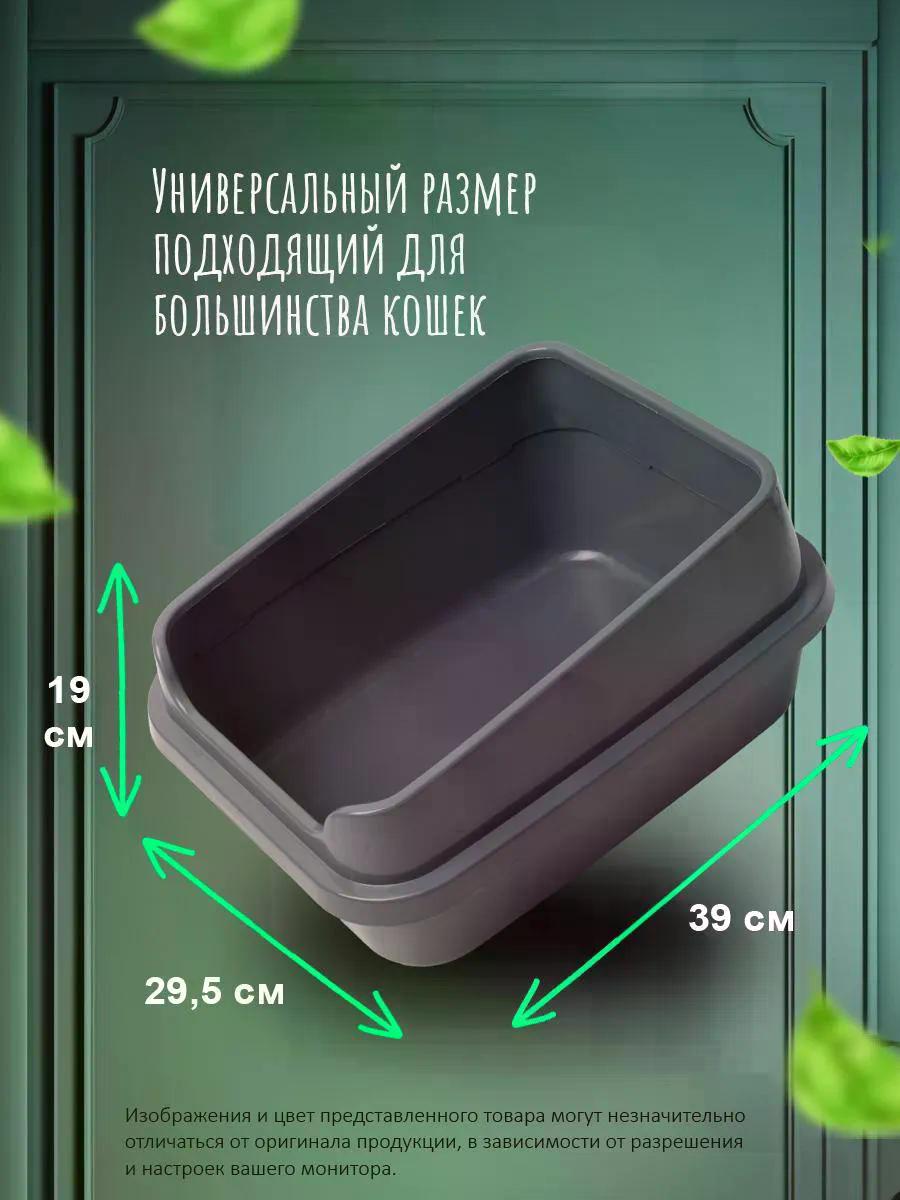 Универсальный размер
подходящий для
большинства кошек
19
см
39 см
29,5 см
Изображения и цвет представленного товара могут незначительно
отличаться от оригинала продукции, в зависимости от разрешения
и настроек вашего монитора.